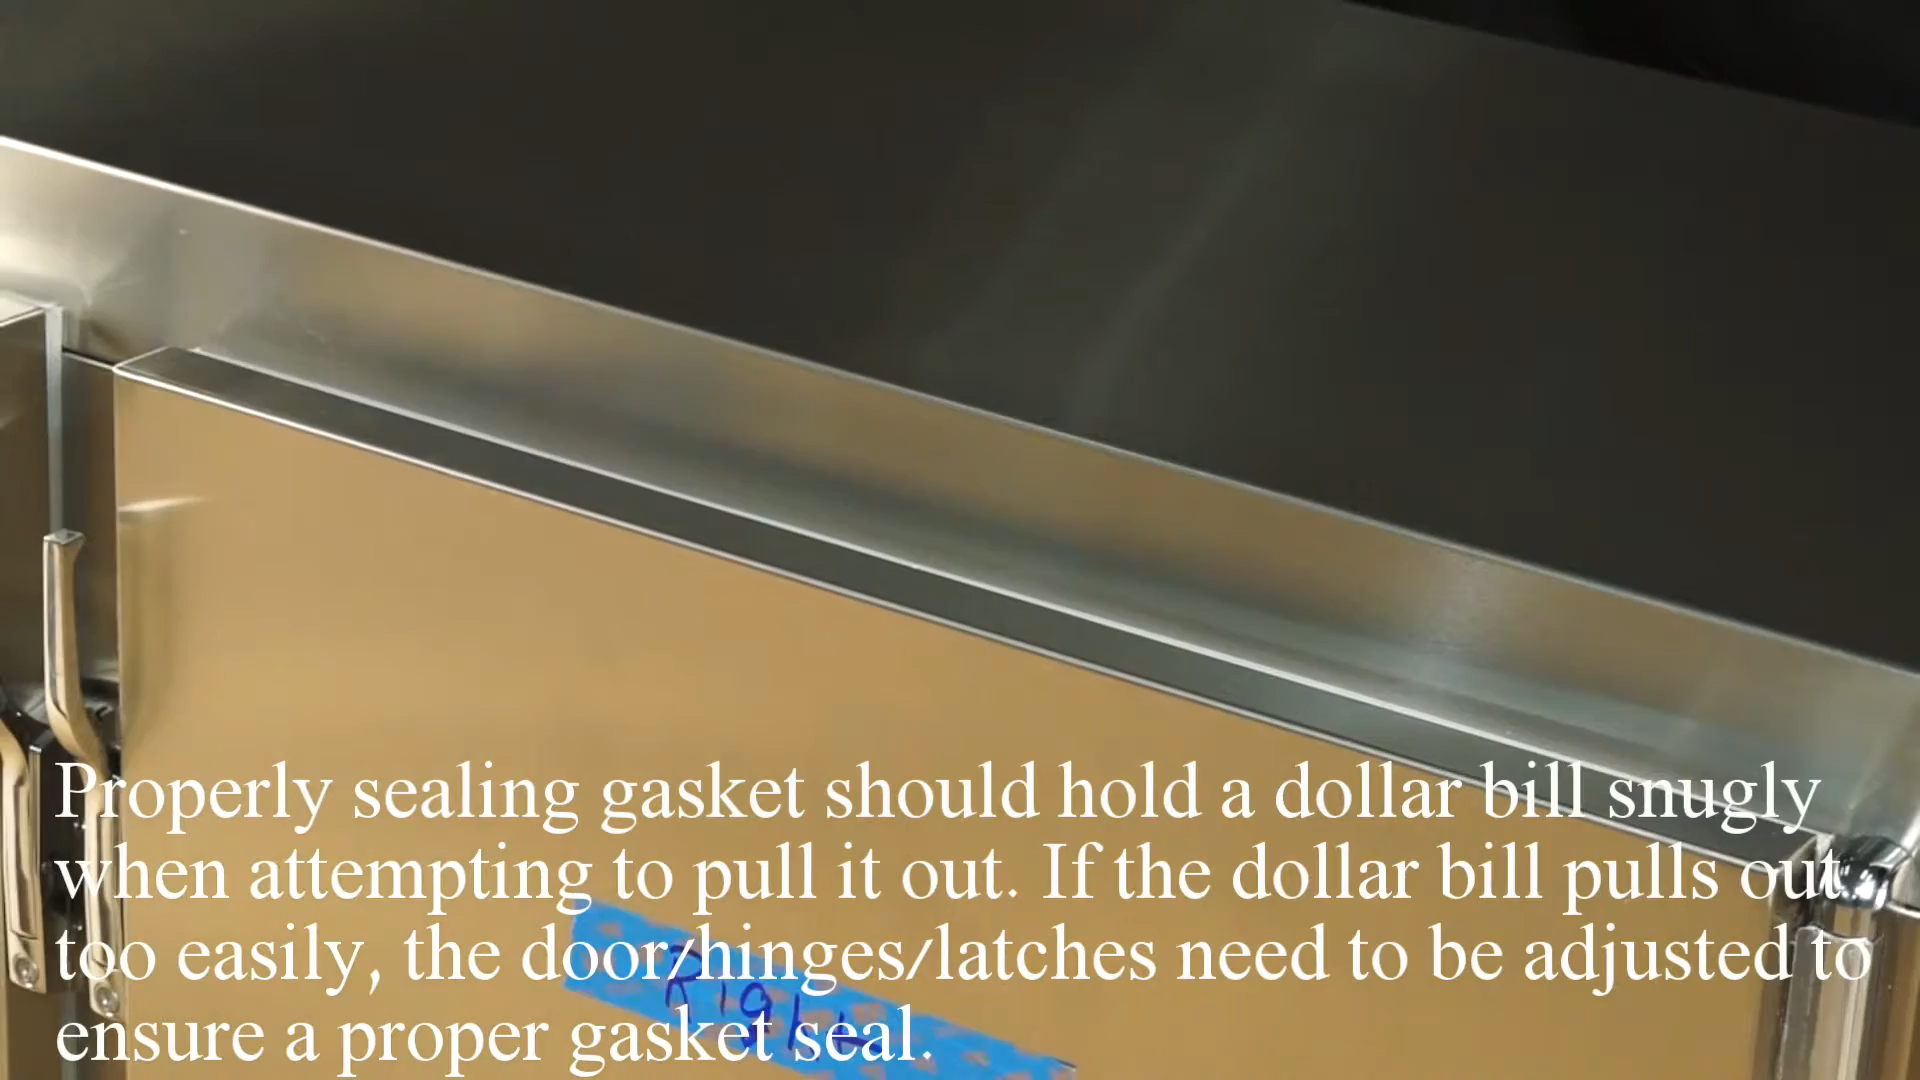 Properly sealing gasket should hold a dollar bill snugly
when attempting to pull it out. If the dollar bill pulls out
too easily, the door/hinges/latches need to be adjusted to
ensure a proper gasket seal.
Right